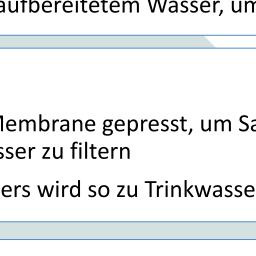 aufbereitetem Wasser, um
Membrane gepresst, um Sa
sser zu filtern
ers wird so zu Trinkwasse